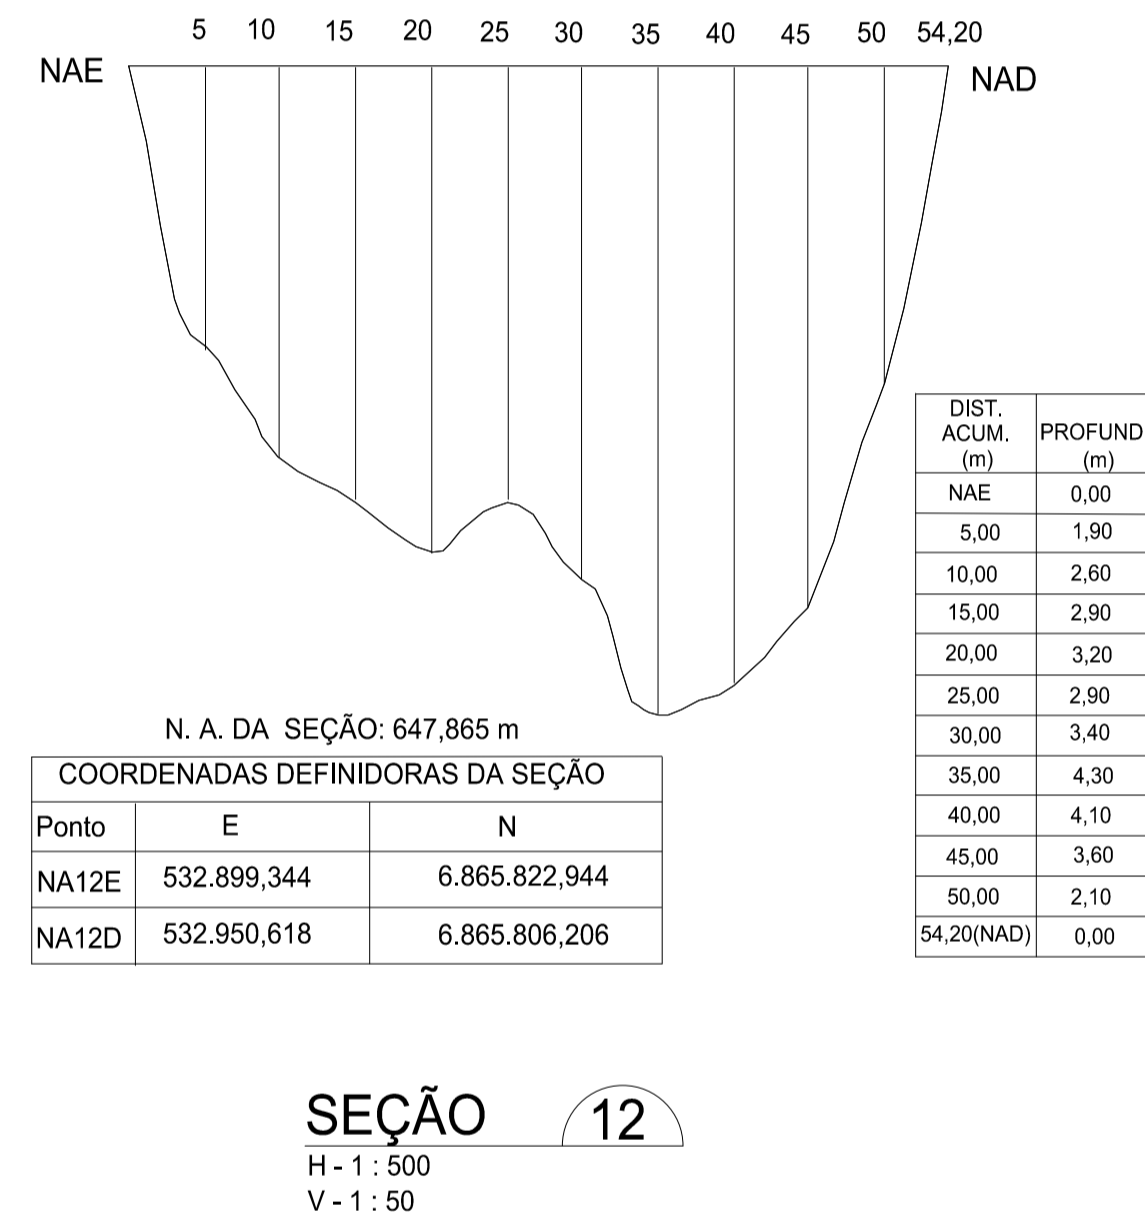 5 10 15 20 25 30 35 40 45 50 54,20
NAE
NAD
DIST. ACUM. (m) PROFUND (m)
NAE 0,00
5,00 1,90
10,00 2,60
15,00 2,90
20,00 3,20
25,00 2,90
30,00 3,40
35,00 4,30
40,00 4,10
45,00 3,60
50,00 2,10
54,20(NAD) 0,00
N. A. DA SEÇÃO: 647,865 m
COORDENADAS DEFINIDORAS DA SEÇÃO
Ponto E N
NA12E 532.899,344 6.865.822,944
NA12D 532.950,618 6.865.806,206
SEÇÃO 12
H - 1 : 500
V - 1 : 50